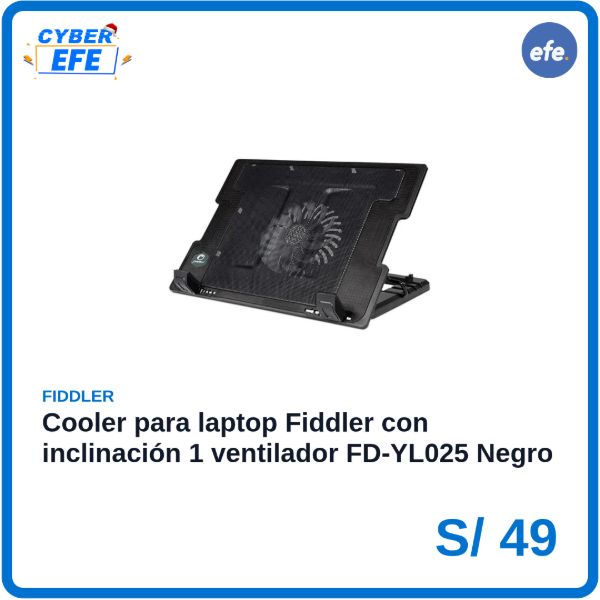 CYBER
EFE
efe.
FIDDLER
Cooler para laptop Fiddler con
inclinación 1 ventilador FD-YL025 Negro
S/ 49